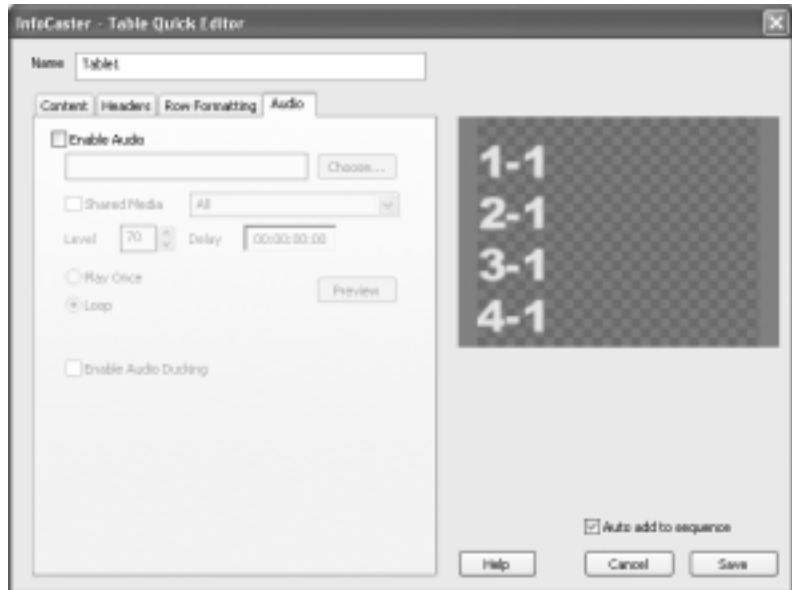 InfoCaster - Table Quick Editor
Name Table1
Content Headers Row Formatting Audio
Enable Audio
Choose...
Shared Media All
Level 70 Delay 00:00:00:00
Play Once
Loop
Preview
Enable Audio Ducking
1-1
2-1
3-1
4-1
Auto add to sequence
Help Cancel Save